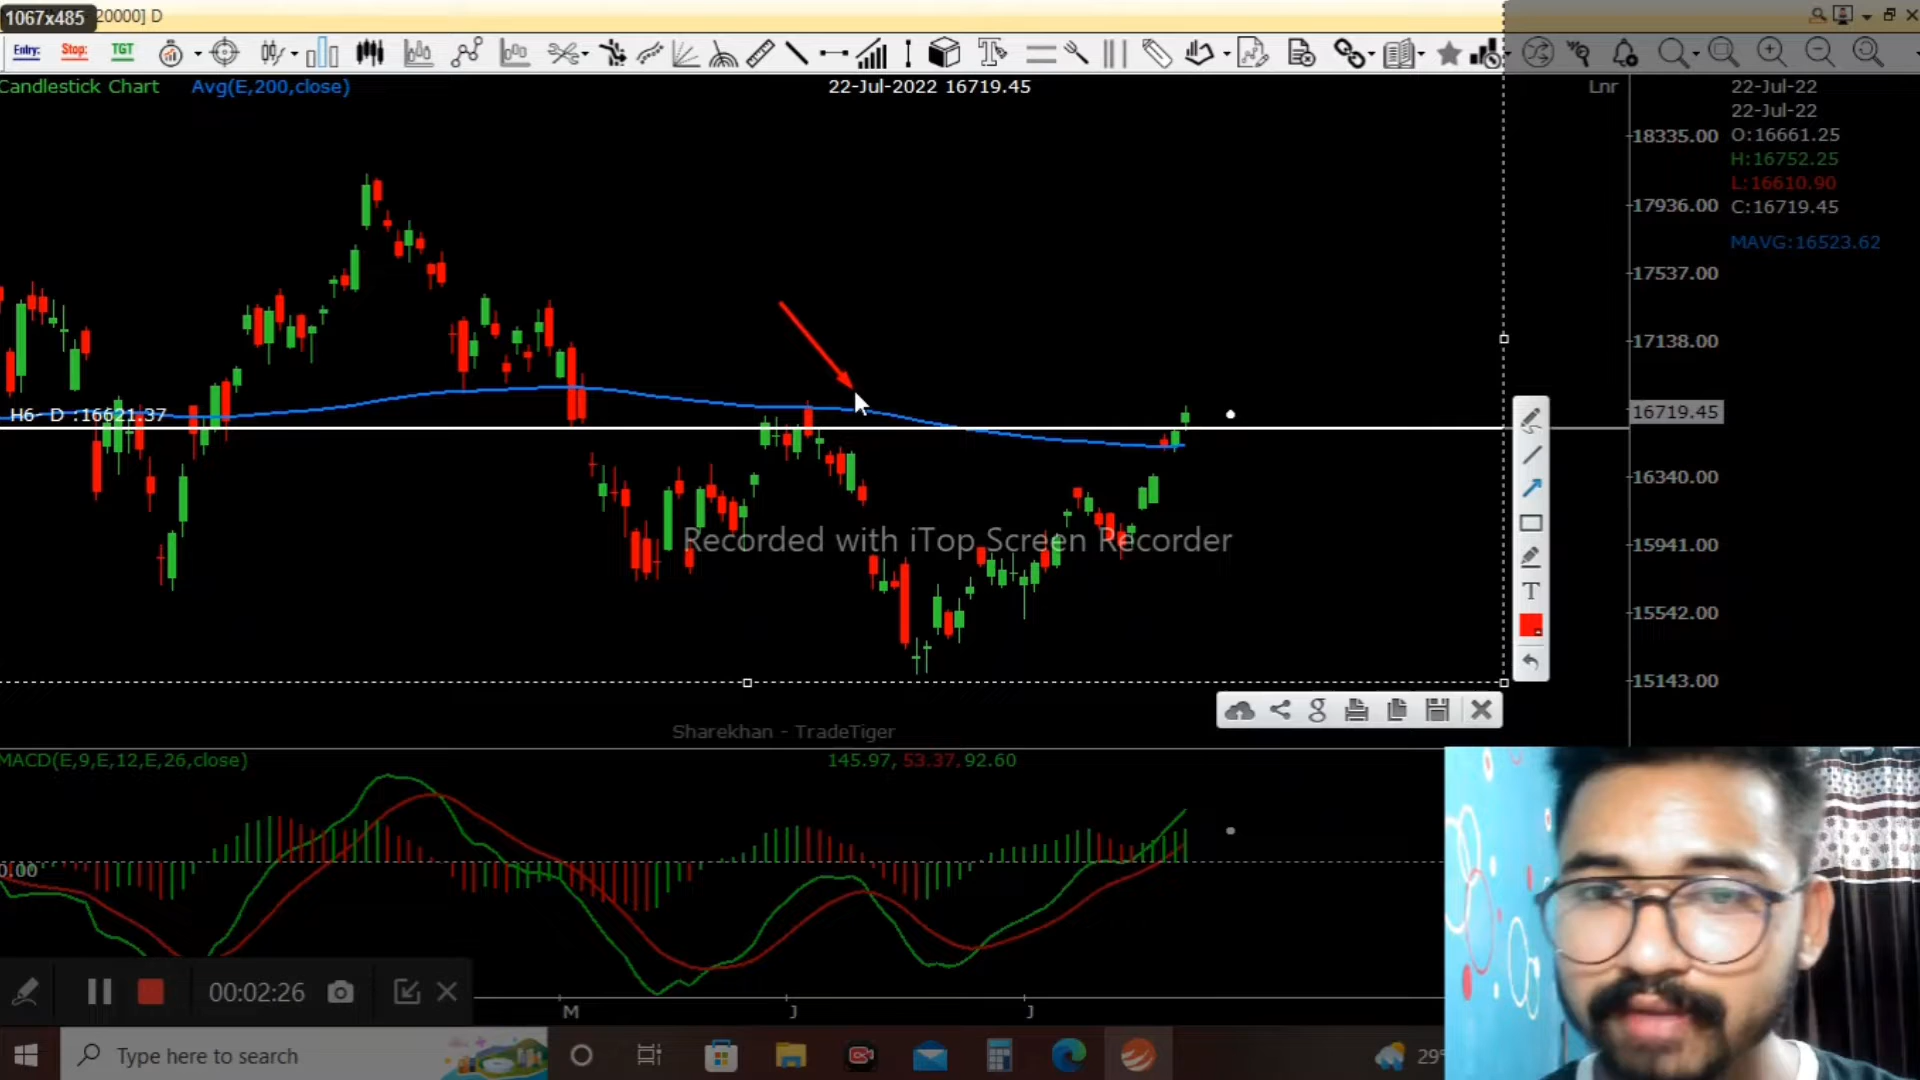 1067x485
20000] D
Entry:
Stop:
TGT
Candlestick Chart
Avg(E,200,close)
22-Jul-2022 16719.45
Lnr
22-Jul-22
22-Jul-22
O:16661.25
H:16752.25
L:16610.90
C:16719.45
MAVG:16523.62
18335.00
17936.00
17537.00
17138.00
16719.45
16340.00
15941.00
15542.00
15143.00
H6- D :16621.37
Recorded with iTop Screen Recorder
T
Sharekhan - TradeTiger
MACD(E,9,E,12,E,26,close)
145.97, 53.37,92.60
0.00
00:02:26
M
J
J
Type here to search
29°